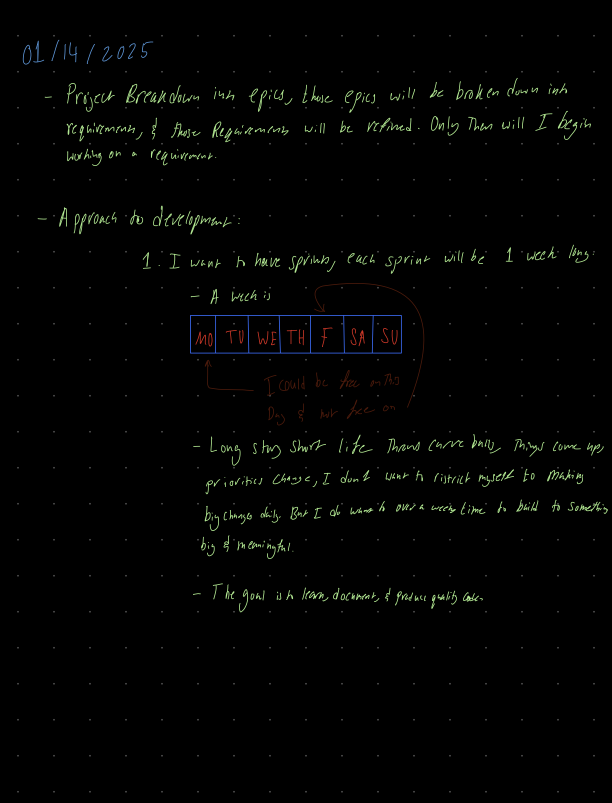 01/14/2025
- Project Breakdown into epics, those epics will be broken down into
requirements, & those Requirements will be refined. Only Then will I begin
working on a requirement.
- Approach to development:
1. I want to have sprints, each sprint will be 1 week long:
- A week is
MO TU WE TH F SA SU
I could be free on This
Day & not free on
- Long story short life Throws curve balls, Things come up,
priorities change, I don't want to ristrict myself to making
big changes daily. But I do want to over a weeks time to build to something
big & meaningful.
- The goal is to learn, document, & produce quality code.